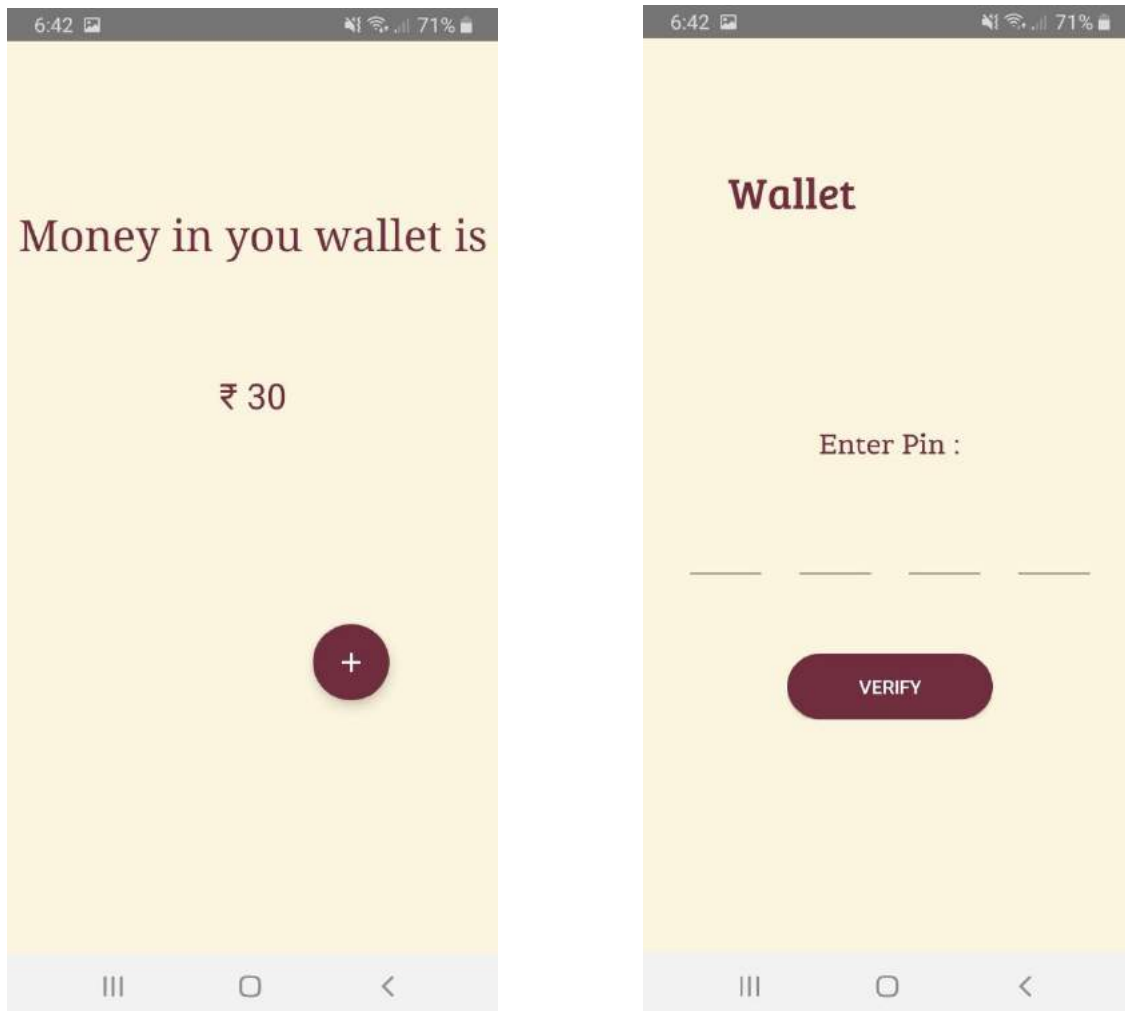 6:42 71%
Money in you wallet is
₹ 30
+
6:42 71%
Wallet
Enter Pin :
VERIFY